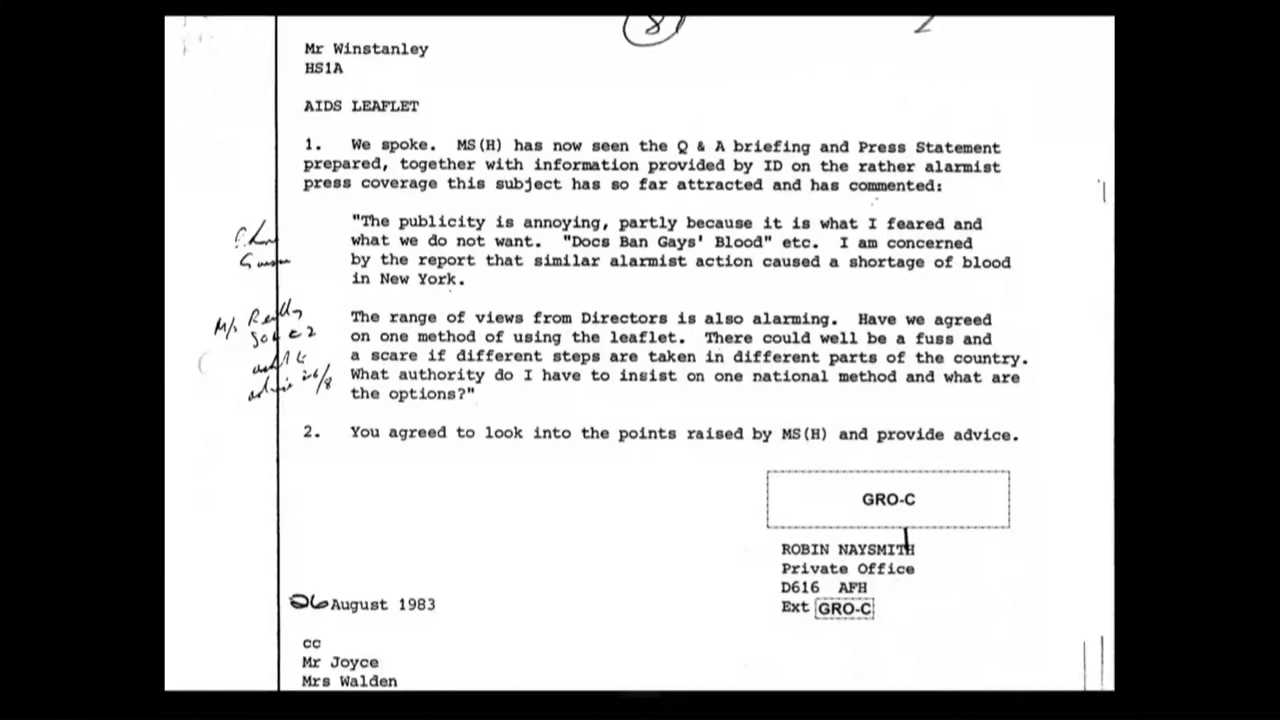 8
Mr Winstanley
HS1A
AIDS LEAFLET
1. We spoke. MS(H) has now seen the Q & A briefing and Press Statement
prepared, together with information provided by ID on the rather alarmist
press coverage this subject has so far attracted and has commented:
"The publicity is annoying, partly because it is what I feared and
what we do not want. "Docs Ban Gays' Blood" etc. I am concerned
by the report that similar alarmist action caused a shortage of blood
in New York.
The range of views from Directors is also alarming. Have we agreed
on one method of using the leaflet. There could well be a fuss and
a scare if different steps are taken in different parts of the country.
What authority do I have to insist on one national method and what are
the options?"
2. You agreed to look into the points raised by MS(H) and provide advice.
GRO-C
ROBIN NAYSMITH
Private Office
D616 AFH
Ext GRO-C
26 August 1983
cc
Mr Joyce
Mrs Walden